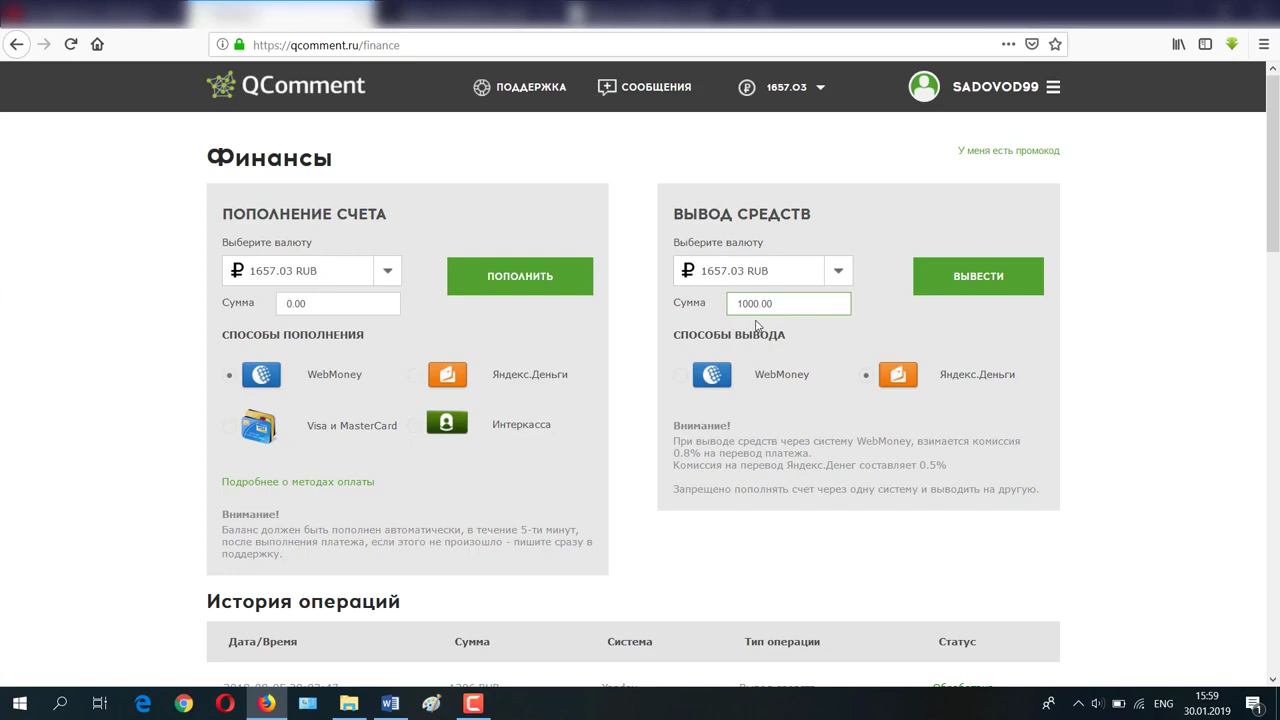 https://qcomment.ru/finance
QComment
ПОДДЕРЖКА
СООБЩЕНИЯ
1657.03
SADOVOD99
Финансы
У меня есть промокод
ПОПОЛНЕНИЕ СЧЕТА
Выберите валюту
1657.03 RUB
ПОПОЛНИТЬ
Сумма
0.00
СПОСОБЫ ПОПОЛНЕНИЯ
WebMoney
Яндекс.Деньги
Visa и MasterCard
Интеркасса
Подробнее о методах оплаты
Внимание!
Баланс должен быть пополнен автоматически, в течение 5-ти минут,
после выполнения платежа, если этого не произошло - пишите сразу в
поддержку.
ВЫВОД СРЕДСТВ
Выберите валюту
1657.03 RUB
ВЫВЕСТИ
Сумма
1000.00
СПОСОБЫ ВЫВОДА
WebMoney
Яндекс.Деньги
Внимание!
При выводе средств через систему WebMoney, взимается комиссия
0.8% на перевод платежа.
Комиссия на перевод Яндекс.Денег составляет 0.5%
Запрещено пополнять счет через одну систему и выводить на другую.
История операций
Дата/Время
Сумма
Система
Тип операции
Статус
ENG
15:59
30.01.2019